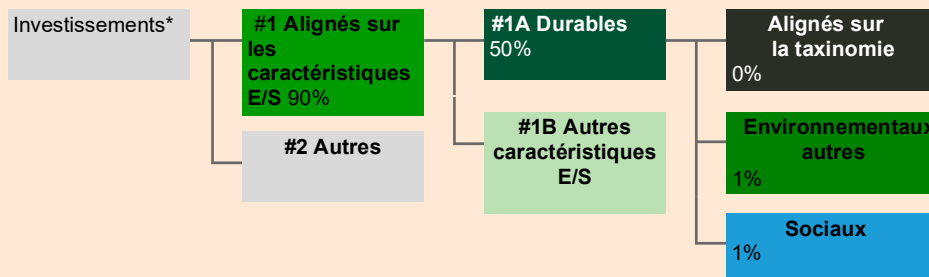 Investissements*
#1 Alignés sur
les
caractéristiques
E/S 90%
#2 Autres
#1A Durables
50%
#1B Autres
caractéristiques
E/S
Alignés sur
la taxinomie
0%
Environnementaux
autres
1%
Sociaux
1%